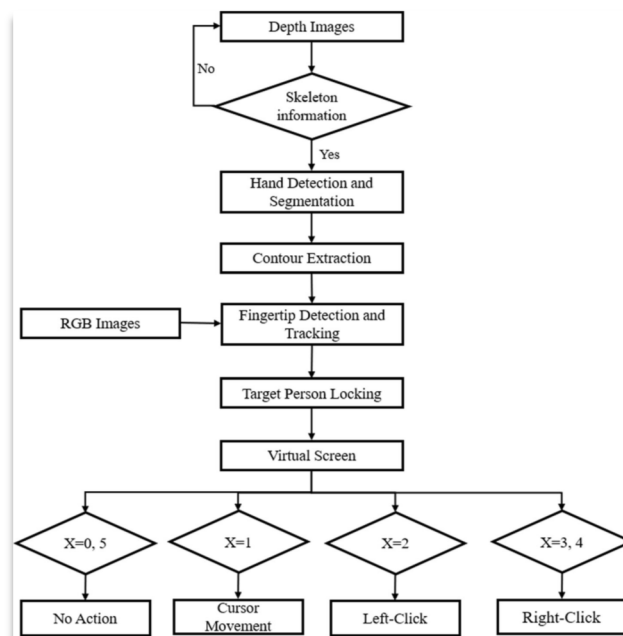 Depth Images
No
Skeleton
information
Yes
Hand Detection and
Segmentation
Contour Extraction
RGB Images
Fingertip Detection and
Tracking
Target Person Locking
Virtual Screen
X=0, 5
X=1
X=2
X=3, 4
No Action
Cursor
Movement
Left-Click
Right-Click